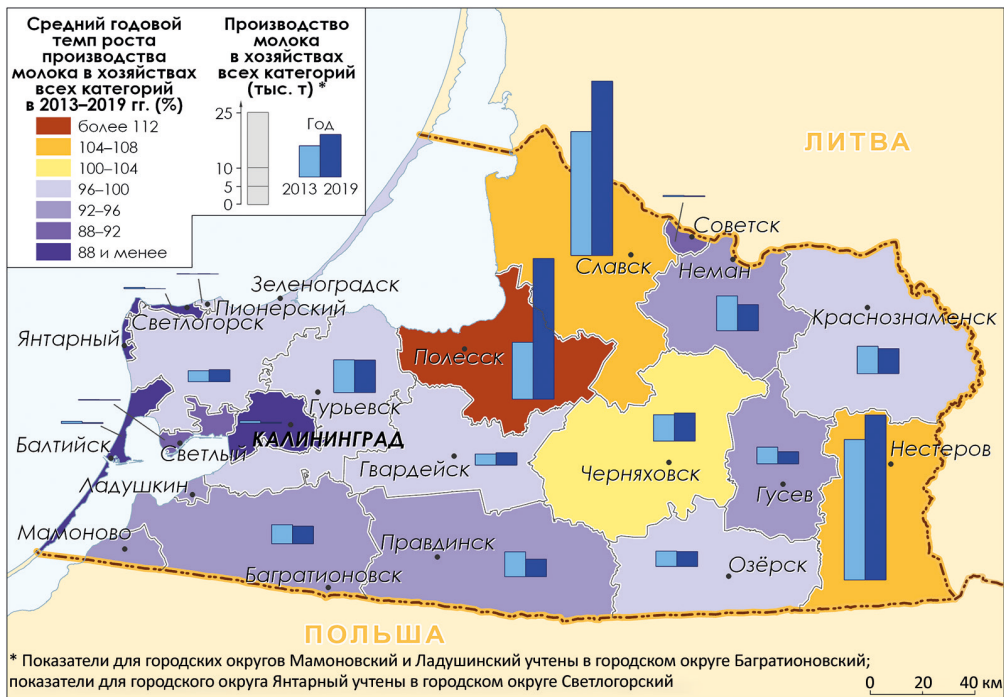 Средний годовой
темп роста
производства
молока в хозяйствах
всех категорий
в 2013–2019 гг. (%)
более 112
104–108
100–104
96–100
92–96
88–92
88 и менее
Производство
молока
в хозяйствах
всех категорий
(тыс. т) *
25
10
5
0
Год
2013 2019
ЛИТВА
Советск
Славск
Неман
Зеленоградск
Пионерский
Светлогорск
Краснознаменск
Янтарный
Полесск
Гурьевск
КАЛИНИНГРАД
Балтийск
Светлый
Гвардейск
Черняховск
Нестеров
Гусев
Ладушкин
Мамоново
Правдинск
Багратионовск
Озёрск
ПОЛЬША
* Показатели для городских округов Мамоновский и Ладушинский учтены в городском округе Багратионовский;
показатели для городского округа Янтарный учтены в городском округе Светлогорский
0 20 40 км